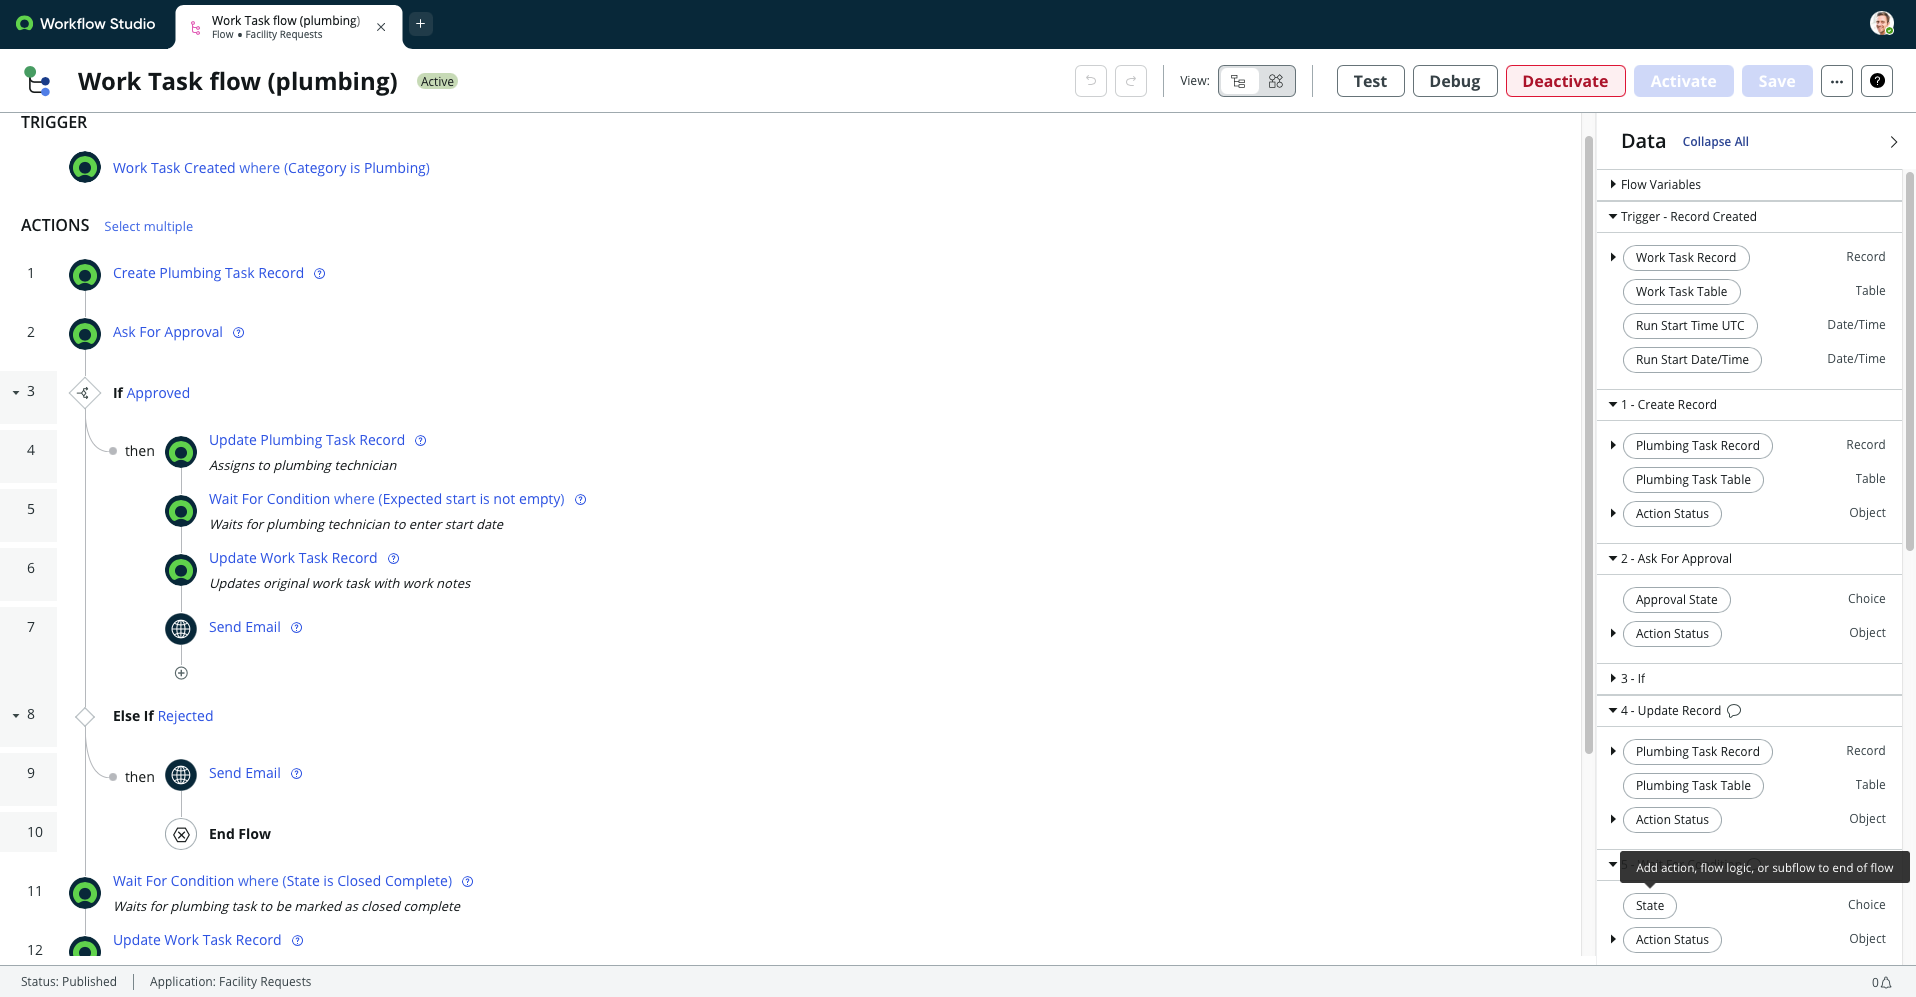 Workflow Studio
Work Task flow (plumbing)
Flow • Facility Requests
Work Task flow (plumbing)
Active
View:
Test
Debug
Deactivate
Activate
Save
TRIGGER
Work Task Created where (Category is Plumbing)
ACTIONS
Select multiple
1
Create Plumbing Task Record
2
Ask For Approval
3
If Approved
4
then
Update Plumbing Task Record
Assigns to plumbing technician
5
Wait For Condition where (Expected start is not empty)
Waits for plumbing technician to enter start date
6
Update Work Task Record
Updates original work task with work notes
7
Send Email
8
Else If Rejected
9
then
Send Email
10
End Flow
11
Wait For Condition where (State is Closed Complete)
Waits for plumbing task to be marked as closed complete
12
Update Work Task Record
Data
Collapse All
Flow Variables
Trigger - Record Created
Work Task Record
Record
Work Task Table
Table
Run Start Time UTC
Date/Time
Run Start Date/Time
Date/Time
1 - Create Record
Plumbing Task Record
Record
Plumbing Task Table
Table
Action Status
Object
2 - Ask For Approval
Approval State
Choice
Action Status
Object
3 - If
4 - Update Record
Plumbing Task Record
Record
Plumbing Task Table
Table
Action Status
Object
Add action, flow logic, or subflow to end of flow
State
Choice
Action Status
Object
Status: Published
Application: Facility Requests
0